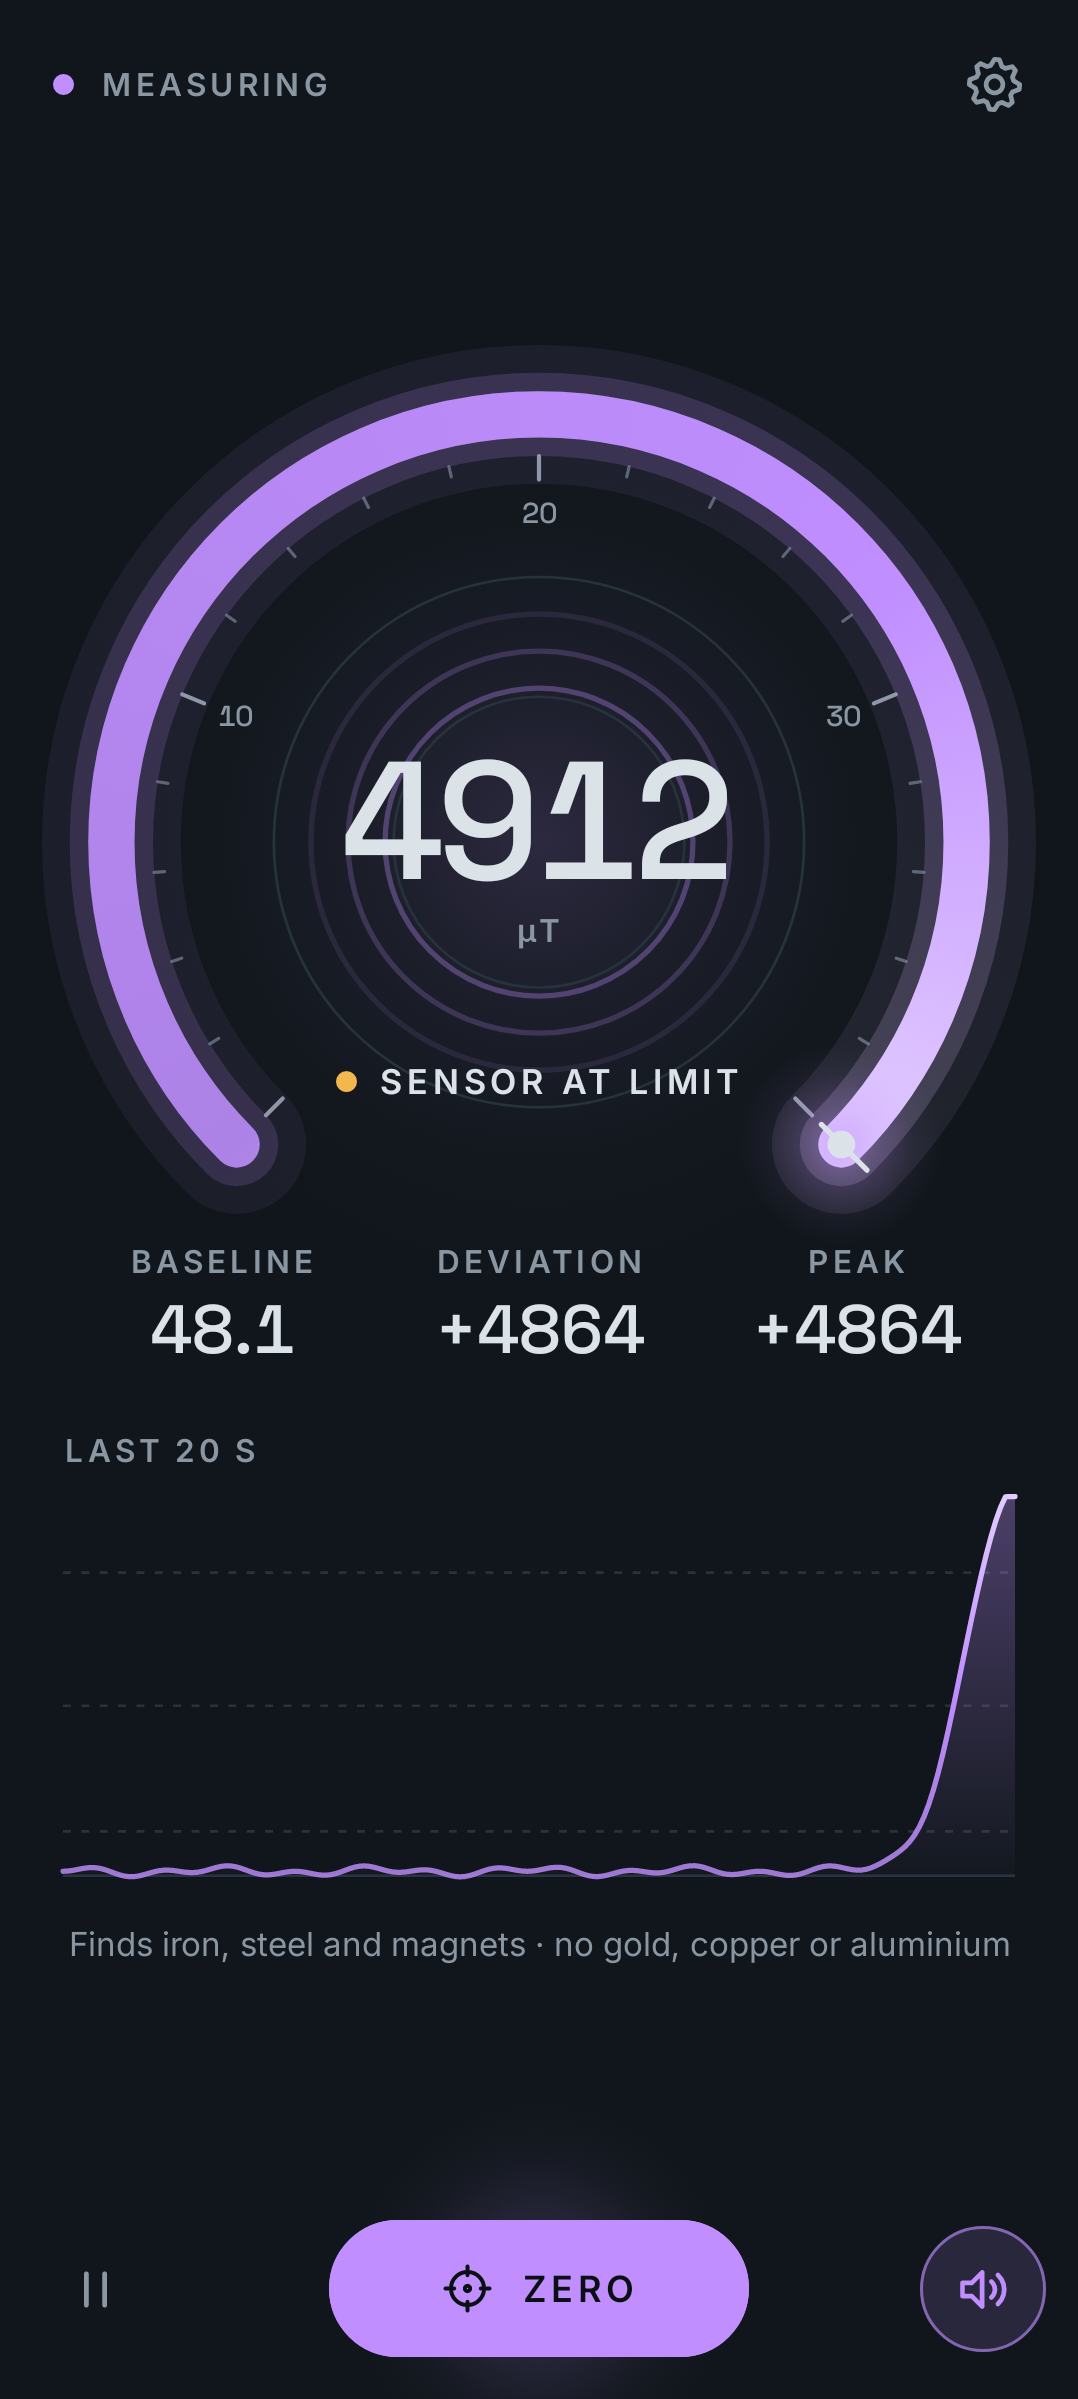 MEASURING
20
10
30
4912
µT
SENSOR AT LIMIT
BASELINE DEVIATION PEAK
48.1 +4864 +4864
LAST 20 S
Finds iron, steel and magnets · no gold, copper or aluminium
ZERO